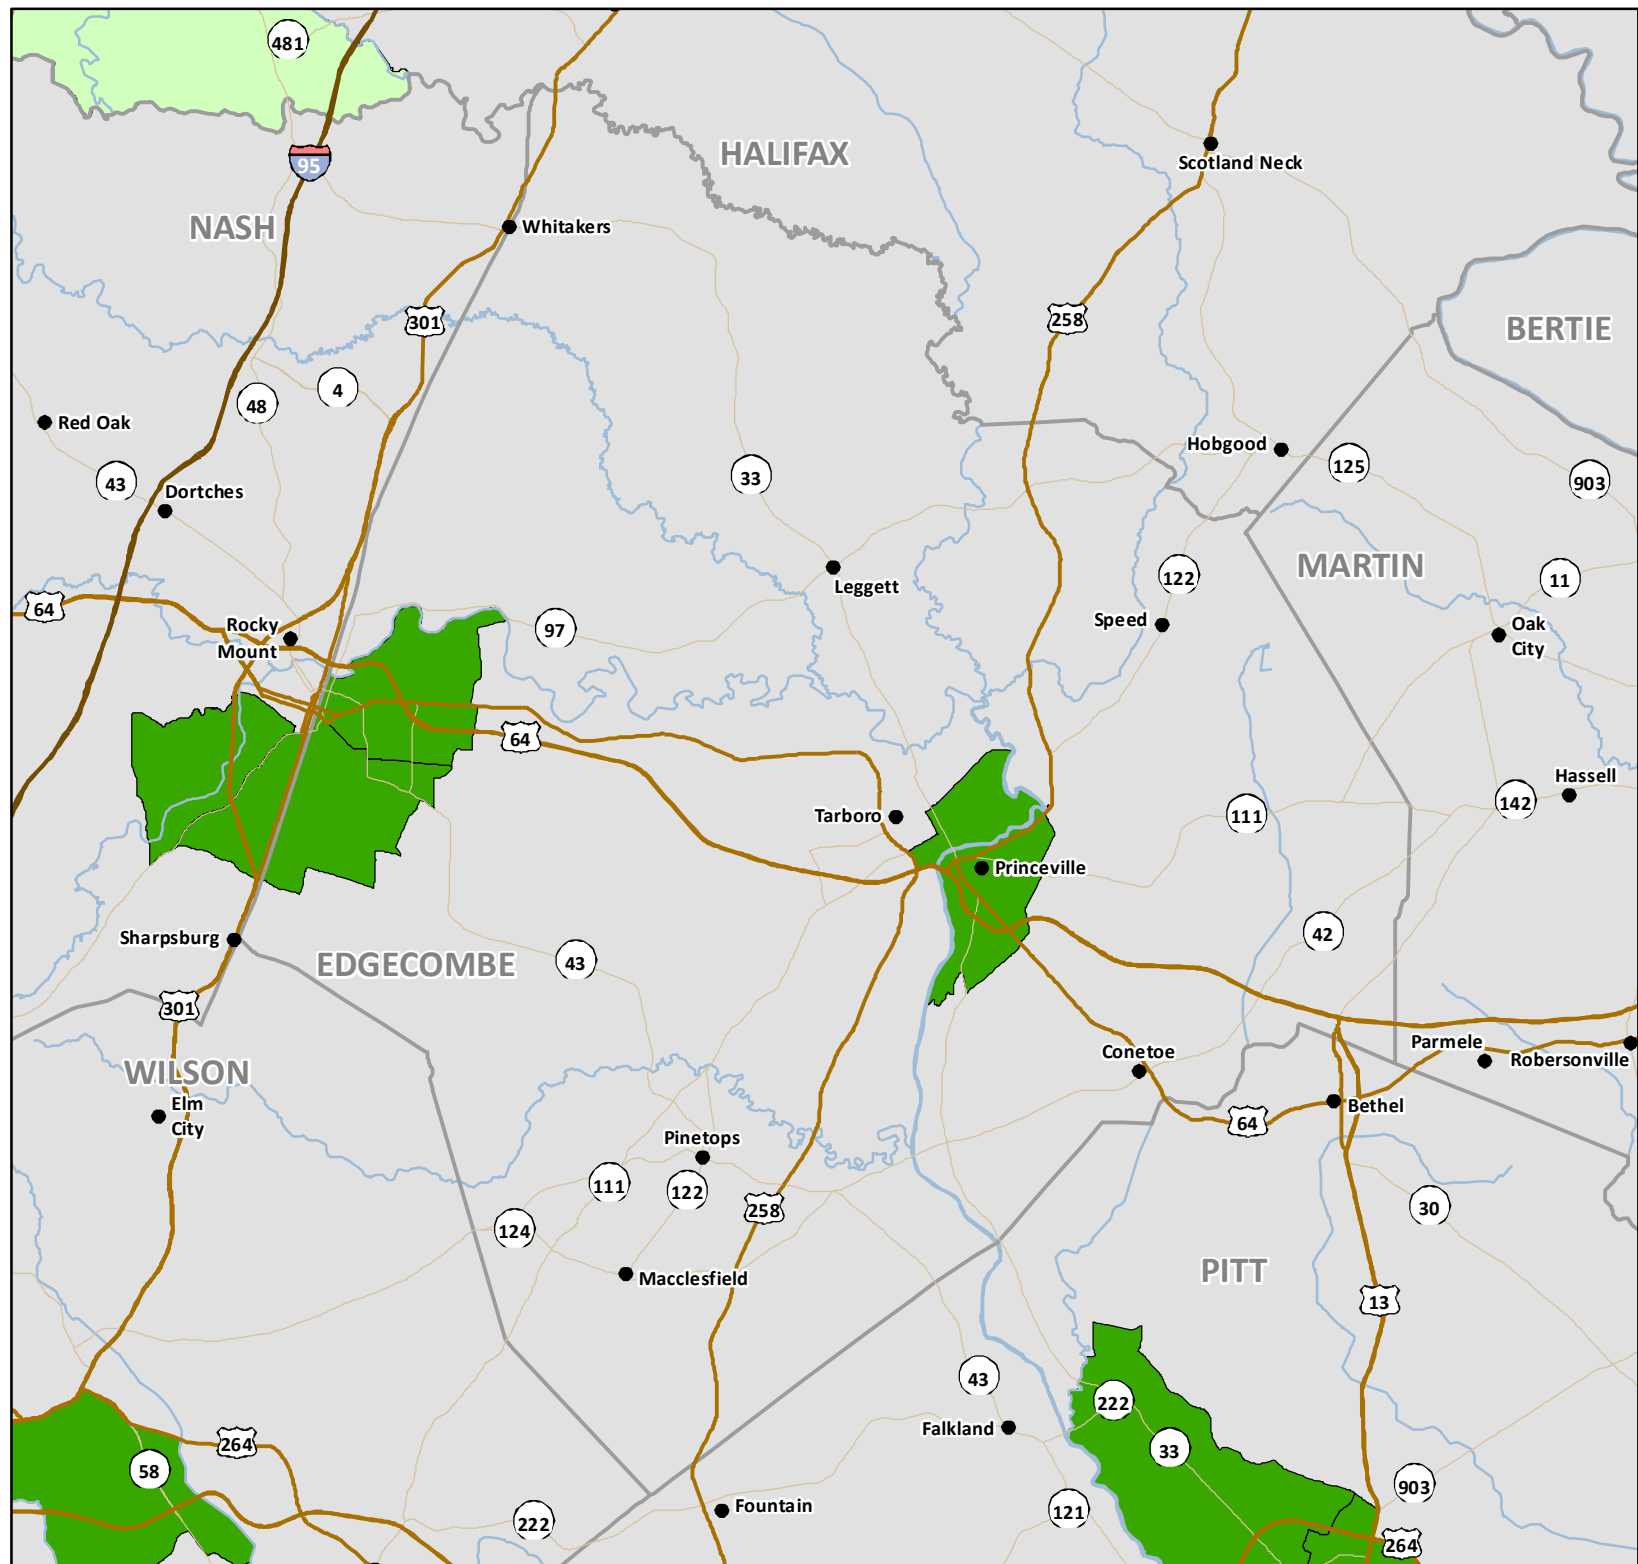 481
95
HALIFAX
Scotland Neck
NASH
Whitakers
301
258
BERTIE
4
48
Red Oak
Hobgood
125
33
43
Dortches
903
MARTIN
122
11
Leggett
64
Rocky
Mount
97
Speed
Oak
City
64
Hassell
142
Tarboro
111
Princeville
42
Sharpsburg
EDGECOMBE
43
301
Conetoe
Parmele
Robersonville
WILSON
Elm
City
Bethel
64
Pinetops
111
122
258
124
30
PITT
Macclesfield
13
43
222
Falkland
33
264
58
903
Fountain
222
121
264